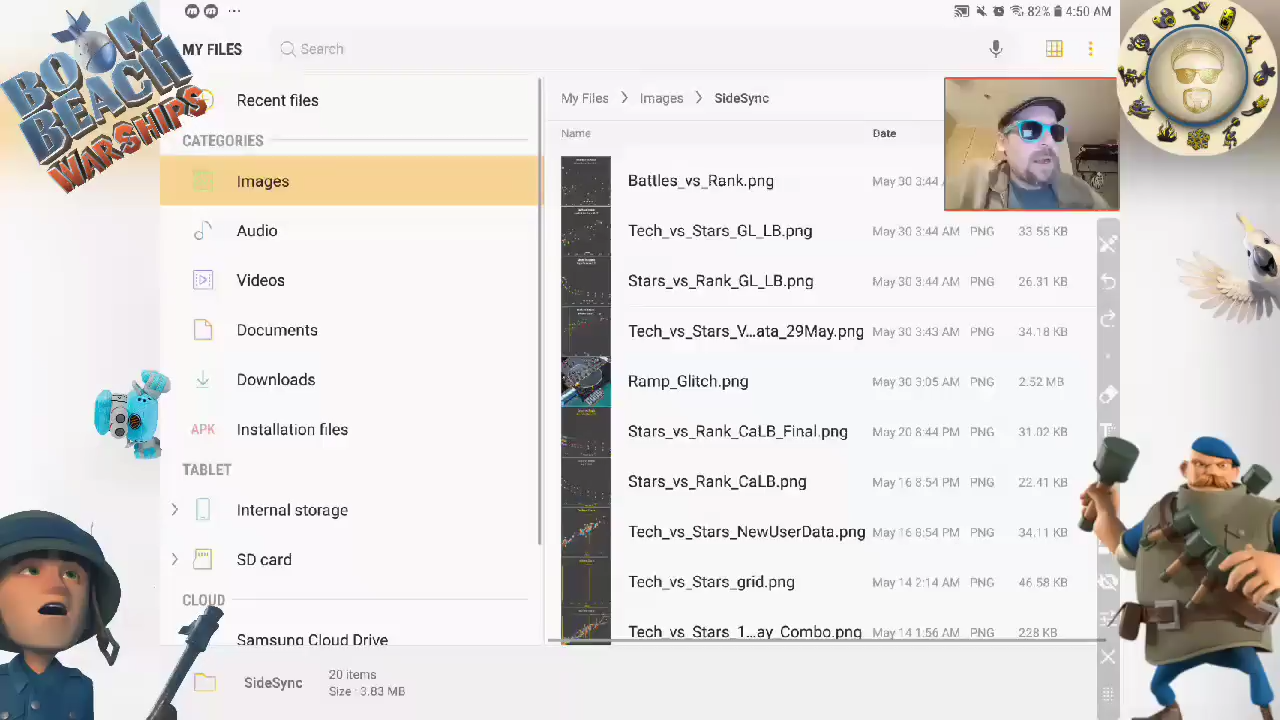 BOOM
BEACH
WARSHIPS
82% 4:50 AM
MY FILES
Search
Recent files
CATEGORIES
Images
Audio
Videos
Documents
Downloads
APK Installation files
TABLET
Internal storage
SD card
CLOUD
Samsung Cloud Drive
SideSync
20 items
Size : 3.83 MB
My Files > Images > SideSync
Name Date
Battles_vs_Rank.png May 30 3:44
Tech_vs_Stars_GL_LB.png May 30 3:44 AM PNG 33.55 KB
Stars_vs_Rank_GL_LB.png May 30 3:44 AM PNG 26.31 KB
Tech_vs_Stars_v...ata_29May.png May 30 3:43 AM PNG 34.18 KB
Ramp_Glitch.png May 30 3:05 AM PNG 2.52 MB
Stars_vs_Rank_CaLB_Final.png May 20 8:44 PM PNG 31.02 KB
Stars_vs_Rank_CaLB.png May 16 8:54 PM PNG 22.41 KB
Tech_vs_Stars_NewUserData.png May 16 8:54 PM PNG 34.11 KB
Tech_vs_Stars_grid.png May 14 2:14 AM PNG 46.58 KB
Tech_vs_Stars_1...ay_Combo.png May 14 1:56 AM PNG 228 KB